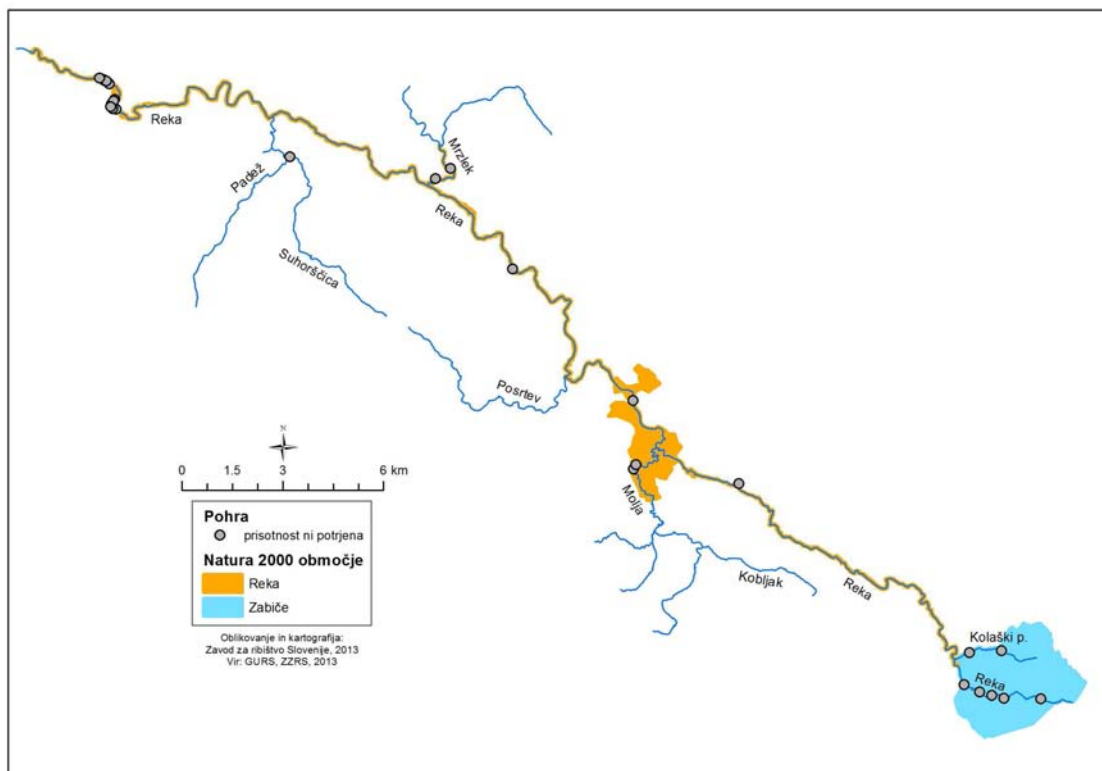 Reka
Mrzlek
Padež
Reka
Suhorščica
Posrtev
N
0 1.5 3 6 km
Molja
Pohra
prisotnost ni potrjena
Natura 2000 območje
Reka
Zabiče
Kobljak
Reka
Oblikovanje in kartografija:
Zavod za ribištvo Slovenije, 2013
Vir: GURS, ZZRS, 2013
Kolaški p.
Reka